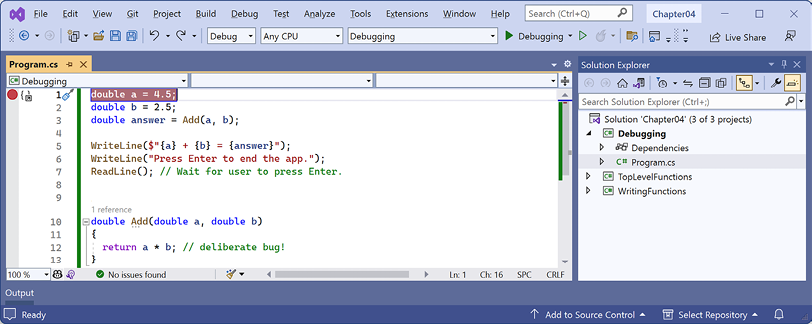 File Edit View Git Project Build Debug Test Analyze Tools Extensions Window Help Search (Ctrl+Q) Chapter04
Debug Any CPU Debugging Debugging Live Share
Program.cs
Debugging
1 double a = 4.5;
2 double b = 2.5;
3 double answer = Add(a, b);
4
5 WriteLine($"{a} + {b} = {answer}");
6 WriteLine("Press Enter to end the app.");
7 ReadLine(); // Wait for user to press Enter.
8
9
1 reference
10 double Add(double a, double b)
11 {
12 return a * b; // deliberate bug!
13 }
100 % No issues found Ln: 1 Ch: 16 SPC CRLF
Solution Explorer
Search Solution Explorer (Ctrl+;)
Solution 'Chapter04' (3 of 3 projects)
Debugging
Dependencies
C# Program.cs
TopLevelFunctions
WritingFunctions
Output
Ready Add to Source Control Select Repository